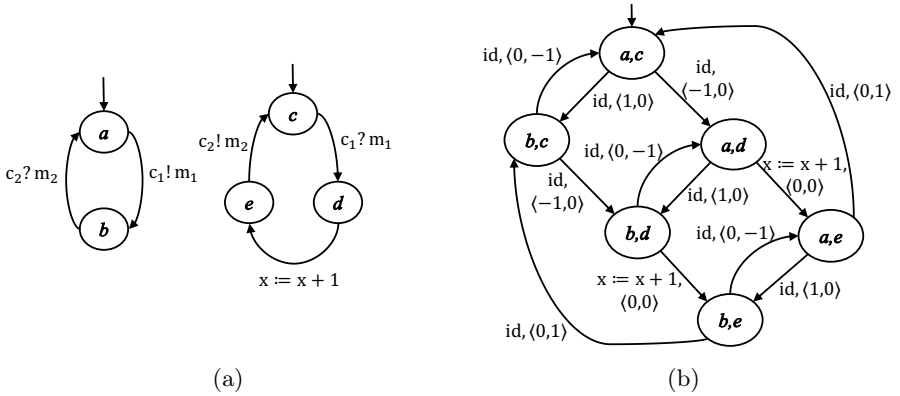 a
b
c₂? m₂
c₁! m₁
c
e
d
c₂! m₂
c₁? m₁
x ≔ x + 1
(a)
a,c
id, ⟨0, −1⟩
id,
⟨−1,0⟩
id, ⟨1,0⟩
id, ⟨0,1⟩
b,c
a,d
id, ⟨0, −1⟩
x ≔ x + 1,
⟨0,0⟩
id,
⟨−1,0⟩
id, ⟨1,0⟩
b,d
a,e
id, ⟨0, −1⟩
x ≔ x + 1,
⟨0,0⟩
id, ⟨1,0⟩
b,e
id, ⟨0,1⟩
(b)